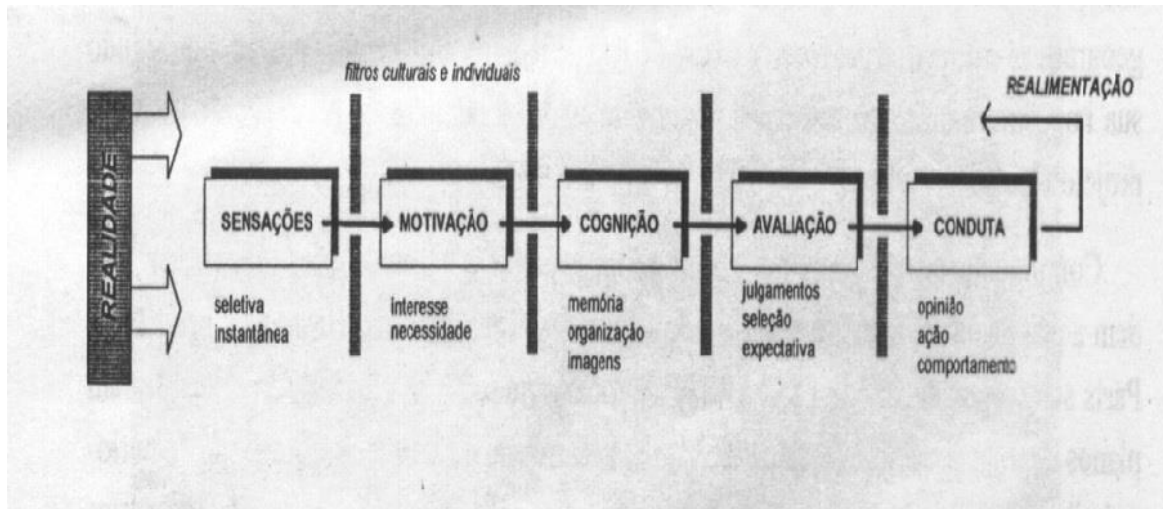 filtros culturais e individuais
REALIMENTAÇÃO
REALIDADE
SENSAÇÕES
MOTIVAÇÃO
COGNIÇÃO
AVALIAÇÃO
CONDUTA
seletiva
instantânea
interesse
necessidade
memória
organização
imagens
julgamentos
seleção
expectativa
opinião
ação
comportamento